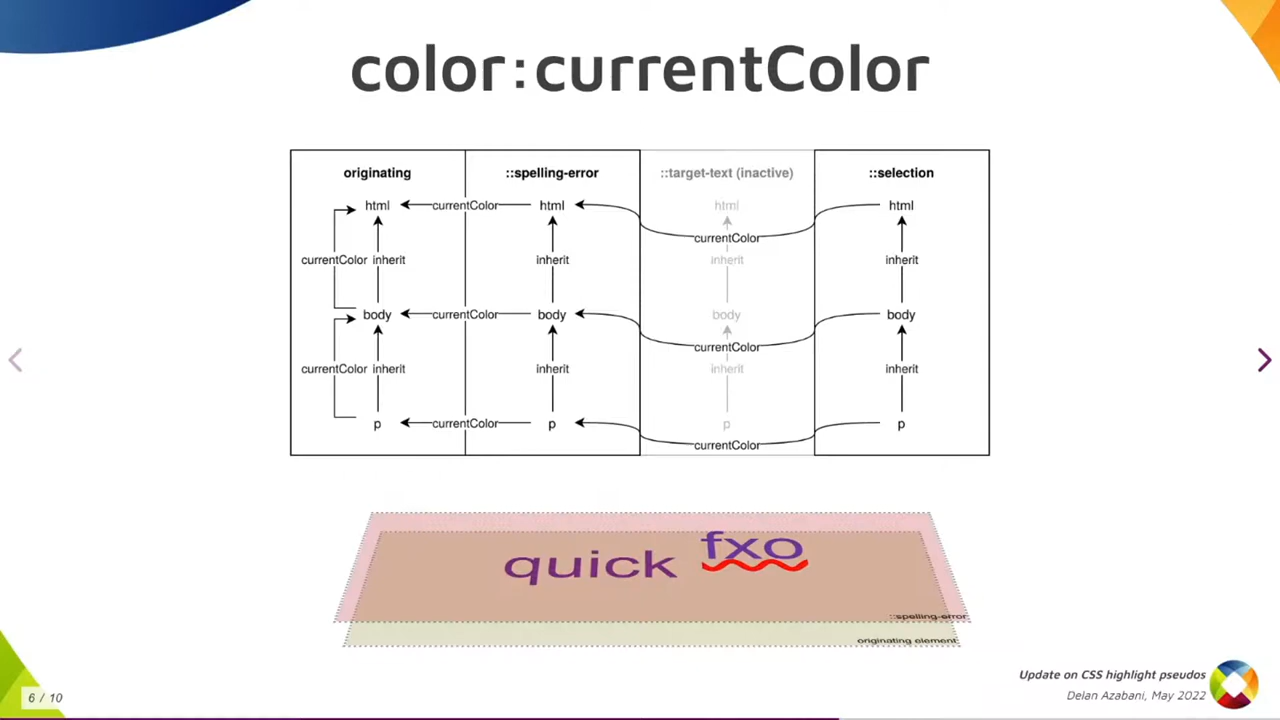 color:currentColor
originating ::spelling-error ::target-text (inactive) ::selection
html currentColor html html html
currentColor
currentColor inherit inherit inherit inherit
body currentColor body body body
currentColor
currentColor inherit inherit inherit inherit
p currentColor p p p
currentColor
quick fxo
::spelling-error
originating element
Update on CSS highlight pseudos
6 / 10
Delan Azabani, May 2022